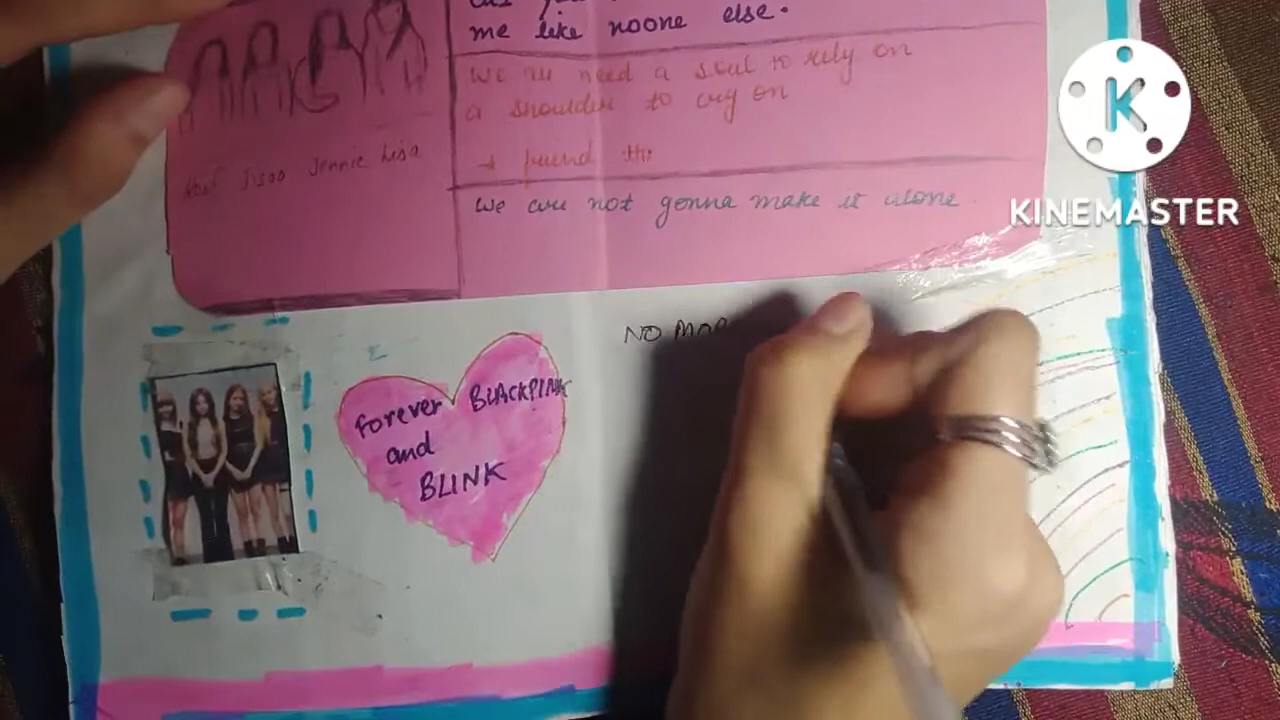 me like noone else.
We need a soul to rely on
a shoulder to cry on
friend
We are not gonna make it alone
Jisoo Jennie Lisa
NO MOR
Forever BLACKPINK
and
BLINK
K
KINEMASTER